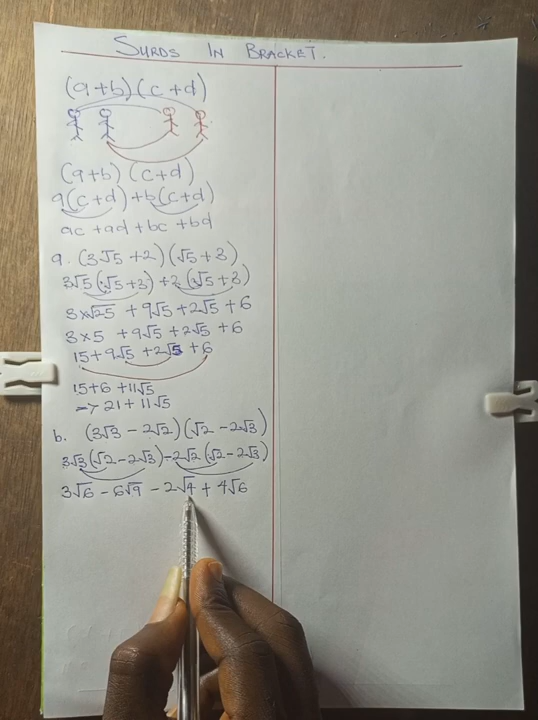 SURDS IN BRACKET.
(a+b)(c+d)
(a+b)(c+d)
a(c+d)+b(c+d)
ac+ad+bc+bd
a. (3√5+2)(√5+3)
3√5(√5+3)+2(√5+3)
3×√25+9√5+2√5+6
3×5+9√5+2√5+6
15+9√5+2√5+6
15+6+11√5
=> 21+11√5
b. (3√3-2√2)(√2-2√3)
3√3(√2-2√3)-2√2(√2-2√3)
3√6-6√9-2√4+4√6